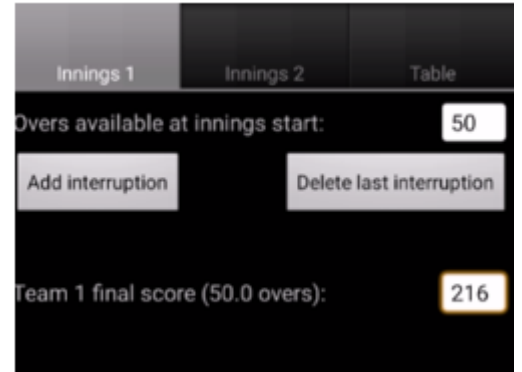 Innings 1 Innings 2 Table
Overs available at innings start: 50
Add interruption Delete last interruption
Team 1 final score (50.0 overs): 216